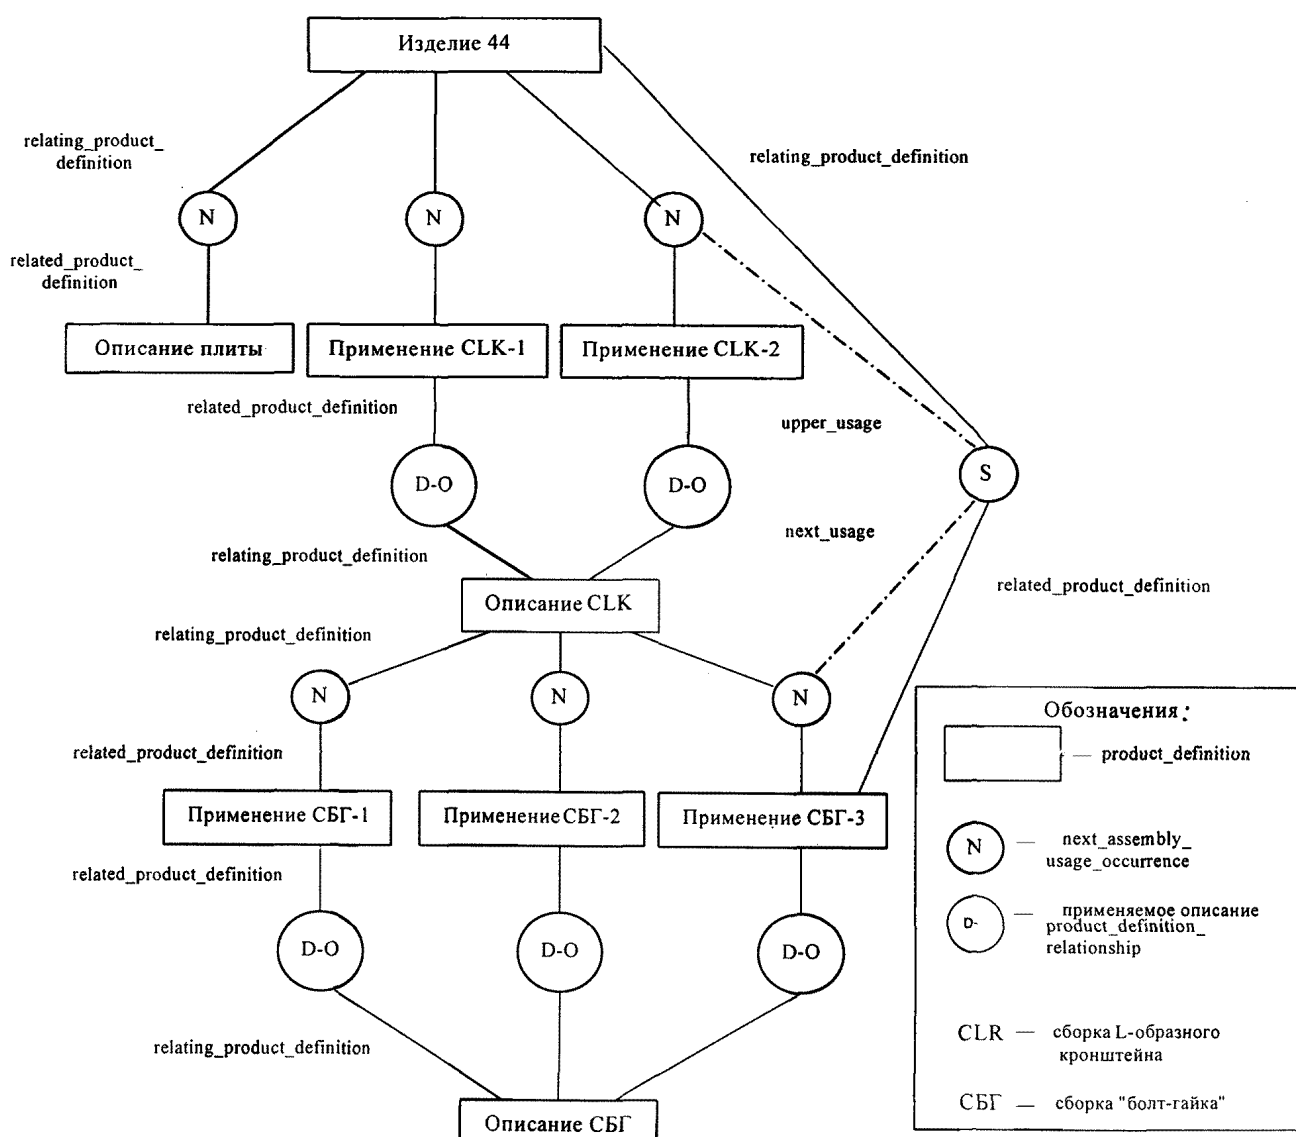 Изделие 44
relating_product_
definition
relating_product_definition
N
N
N
related_product_
definition
Описание плиты
Применение CLK-1
Применение CLK-2
related_product_definition
upper_usage
D-O
D-O
S
next_usage
relating_product_definition
related_product_definition
Описание CLK
relating_product_definition
N
N
N
related_product_definition
Применение СБГ-1
Применение СБГ-2
Применение СБГ-3
related_product_definition
D-O
D-O
D-O
relating_product_definition
Описание СБГ
Обозначения:
— product_definition
N — next_assembly_
usage_occurrence
D- — применяемое описание
product_definition_
relationship
CLR — сборка L-образного
кронштейна
СБГ — сборка "болт-гайка"